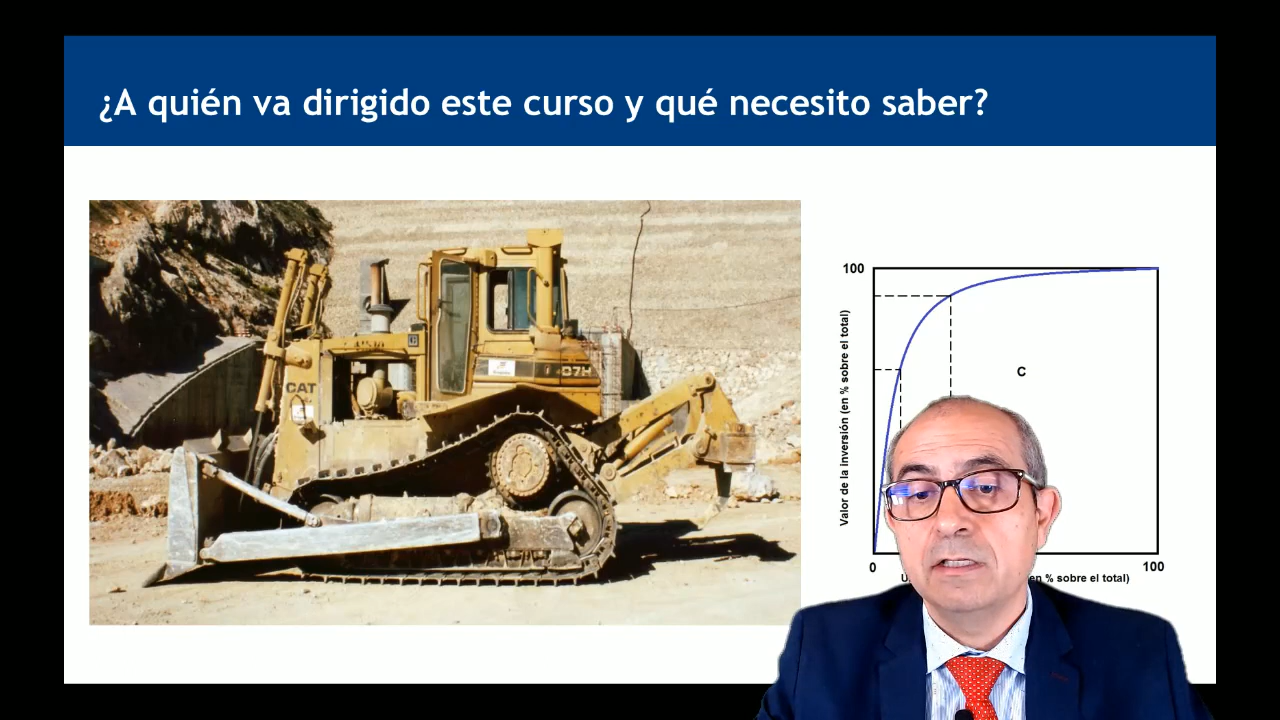 ¿A quién va dirigido este curso y qué necesito saber?
CAT
D7H
100
Valor de la inversión (en % sobre el total)
C
0
100
en % sobre el total)